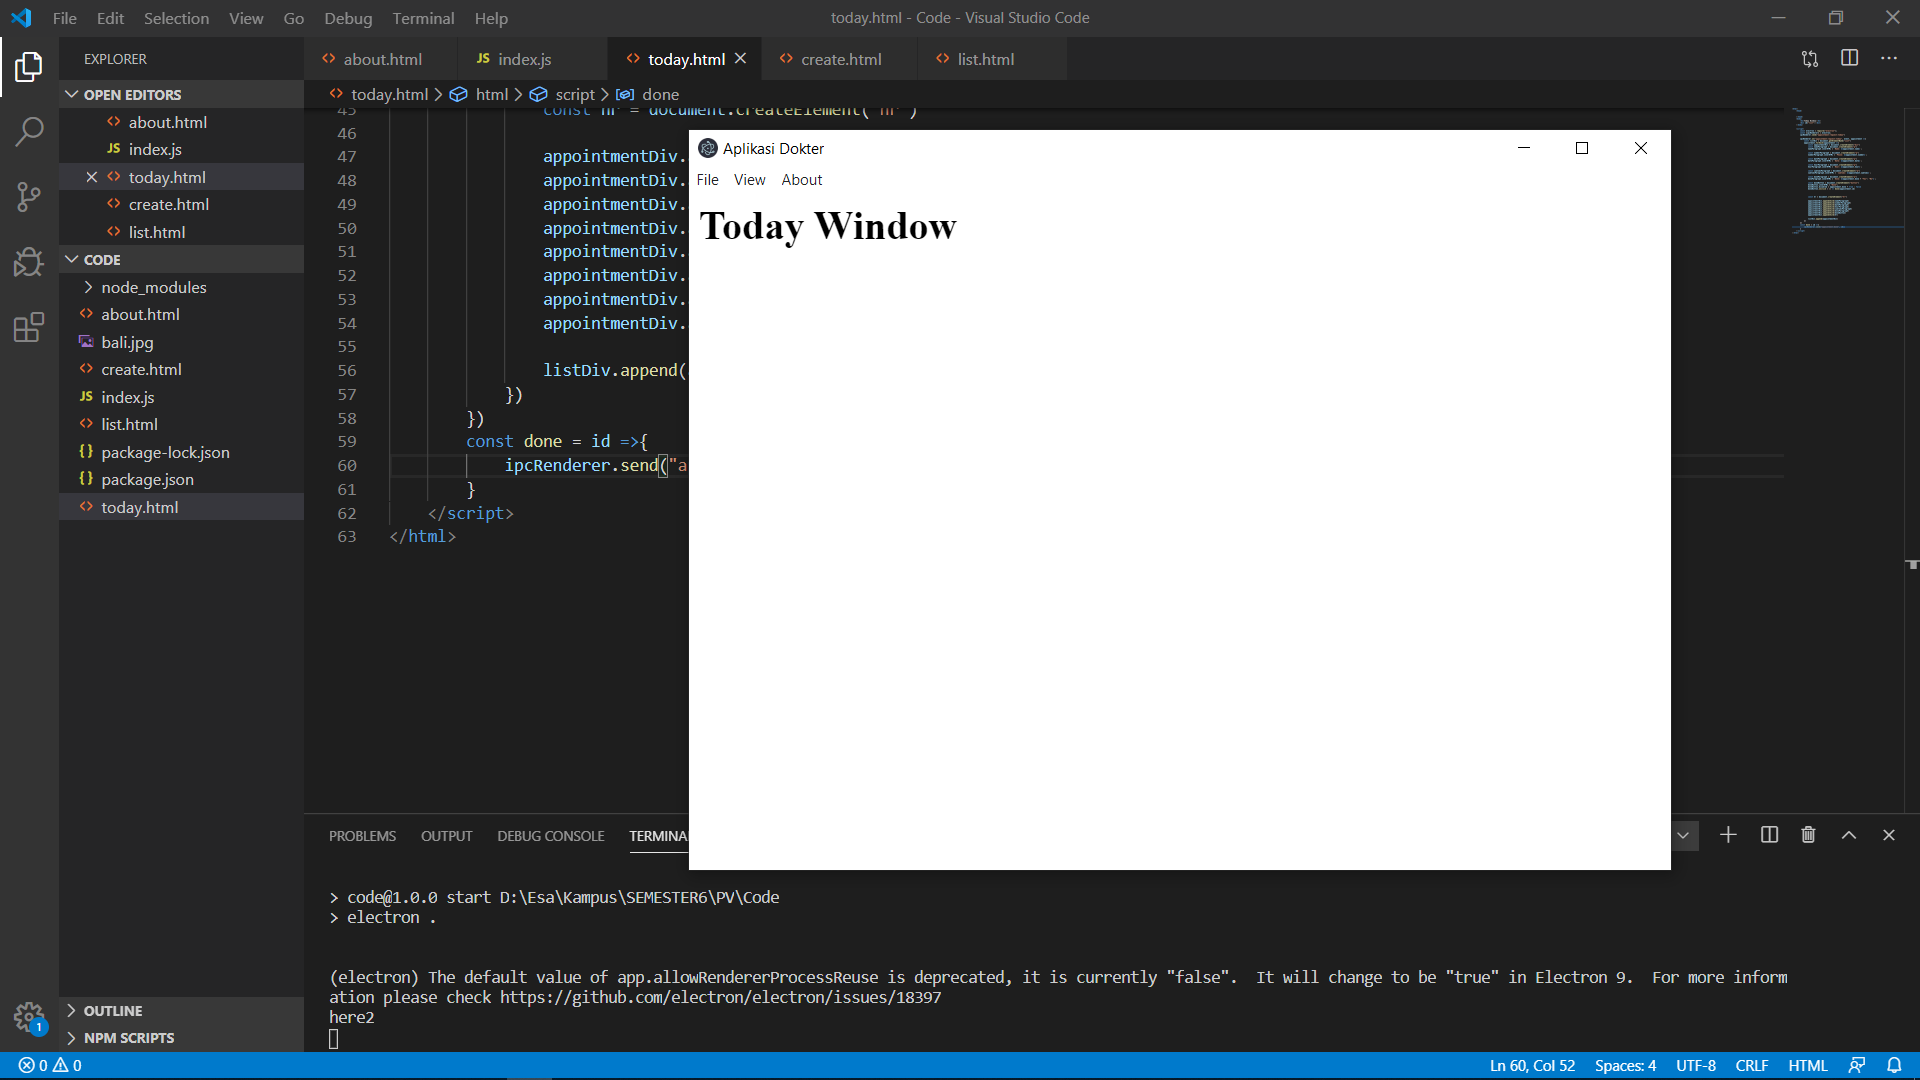 File Edit Selection View Go Debug Terminal Help
today.html - Code - Visual Studio Code
EXPLORER
OPEN EDITORS
about.html
JS index.js
today.html
create.html
list.html
CODE
node_modules
about.html
bali.jpg
create.html
JS index.js
list.html
{} package-lock.json
{} package.json
today.html
OUTLINE
NPM SCRIPTS
about.html
JS index.js
today.html
create.html
list.html
today.html > html > script > done
45 const hr = document.createElement('hr')
46
47 appointmentDiv.
48 appointmentDiv.
49 appointmentDiv.
50 appointmentDiv.
51 appointmentDiv.
52 appointmentDiv.
53 appointmentDiv.
54 appointmentDiv.
55
56 listDiv.append(
57 })
58 })
59 const done = id =>{
60 ipcRenderer.send("a
61 }
62 </script>
63 </html>
Aplikasi Dokter
File View About
Today Window
PROBLEMS OUTPUT DEBUG CONSOLE TERMINAL
> code@1.0.0 start D:\Esa\Kampus\SEMESTER6\PV\Code
> electron .
(electron) The default value of app.allowRendererProcessReuse is deprecated, it is currently "false".  It will change to be "true" in Electron 9.  For more inform
ation please check https://github.com/electron/electron/issues/18397
here2
1
0 0
Ln 60, Col 52 Spaces: 4 UTF-8 CRLF HTML